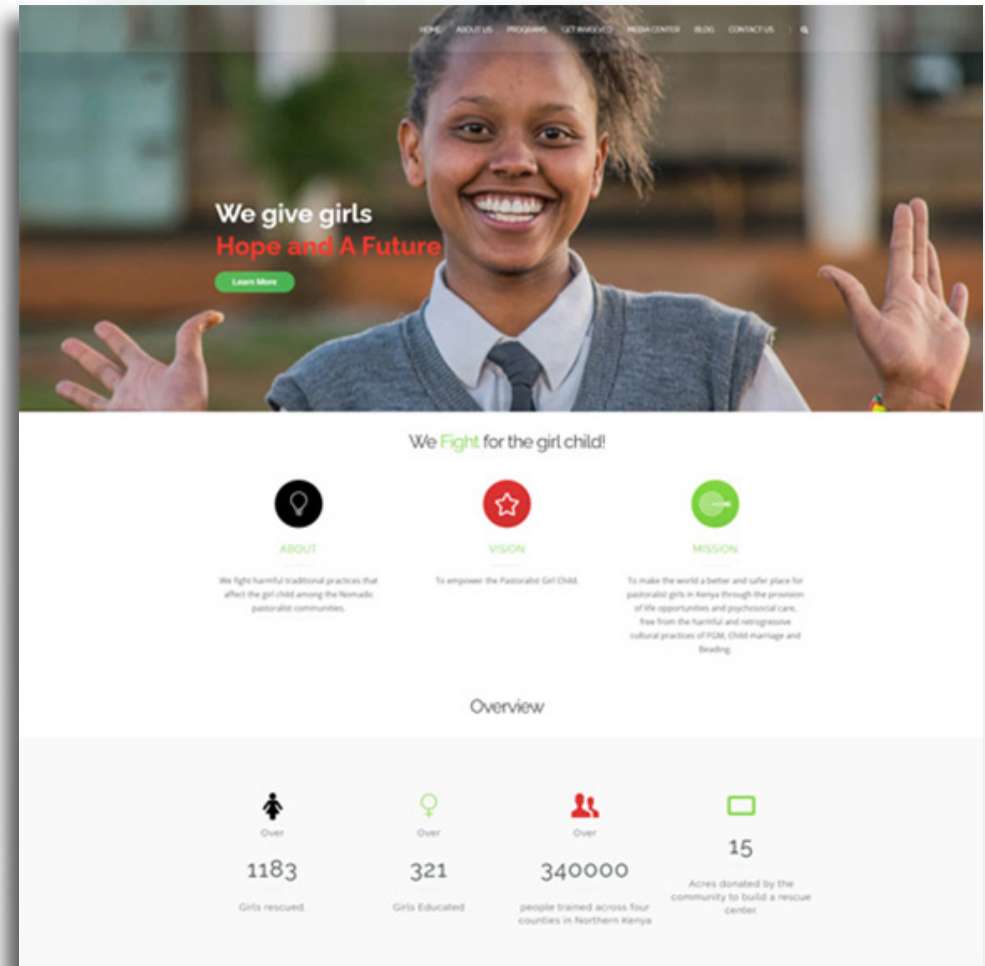 HOME ABOUT US PROGRAMS GET INVOLVED MEDIA CENTER BLOG CONTACT US
We give girls
Hope and A Future
Learn More
We Fight for the girl child!
ABOUT
We fight harmful traditional practices that
affect the girl child among the Nomadic
pastoralist communities.
VISION
To empower the Pastoralist Girl Child.
MISSION
To make the world a better and safer place for
pastoralist girls in Kenya through the provision
of life opportunities and psychosocial care,
free from the harmful and retrogressive
cultural practices of FGM, Child marriage and
Beading.
Overview
Over
1183
Girls rescued.
Over
321
Girls Educated
Over
340000
people trained across four
counties in Northern Kenya
15
Acres donated by the
community to build a rescue
center.